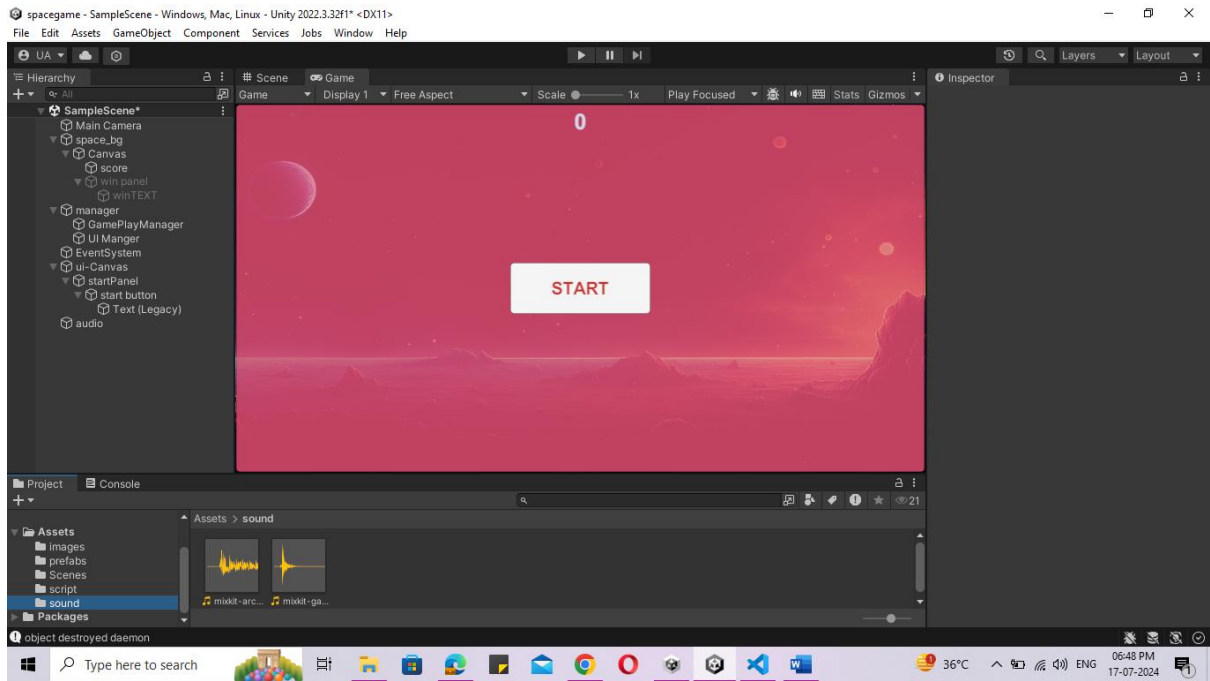 spacegame - SampleScene - Windows, Mac, Linux - Unity 2022.3.32f1* <DX11>
File Edit Assets GameObject Component Services Jobs Window Help
UA Layers Layout
Hierarchy
All
SampleScene*
Main Camera
space_bg
Canvas
score
win panel
winTEXT
manager
GamePlayManager
UI Manger
EventSystem
ui-Canvas
startPanel
start button
Text (Legacy)
audio
Scene Game
Game Display 1 Free Aspect Scale 1x Play Focused Stats Gizmos
0
START
Inspector
Project Console
21
Assets
images
prefabs
Scenes
script
sound
Packages
Assets > sound
mixkit-arc... mixkit-ga...
object destroyed daemon
Type here to search
36°C ENG 06:48 PM
17-07-2024